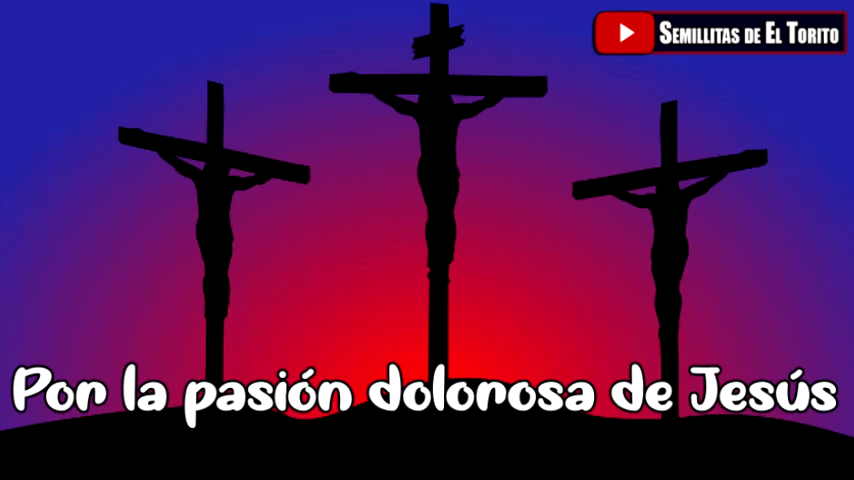 SEMILLITAS DE EL TORITO
Por la pasión dolorosa de Jesús